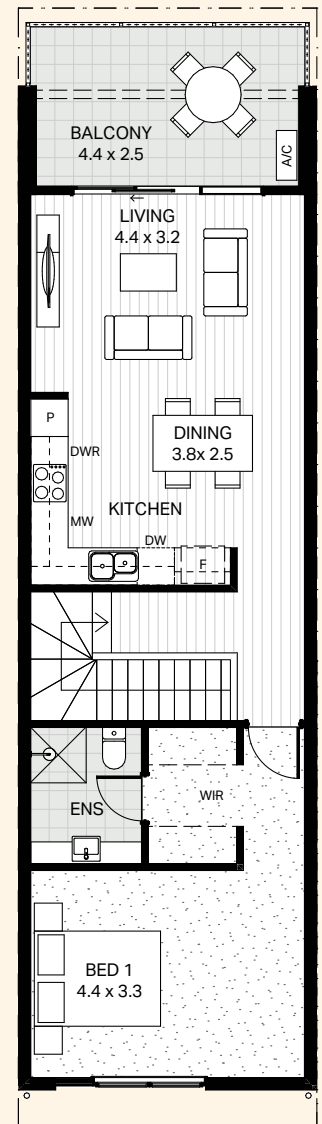 BALCONY
4.4 x 2.5
A/C
LIVING
4.4 x 3.2
P
DINING
3.8x 2.5
DWR
KITCHEN
MW
DW
F
WIR
ENS
BED 1
4.4 x 3.3